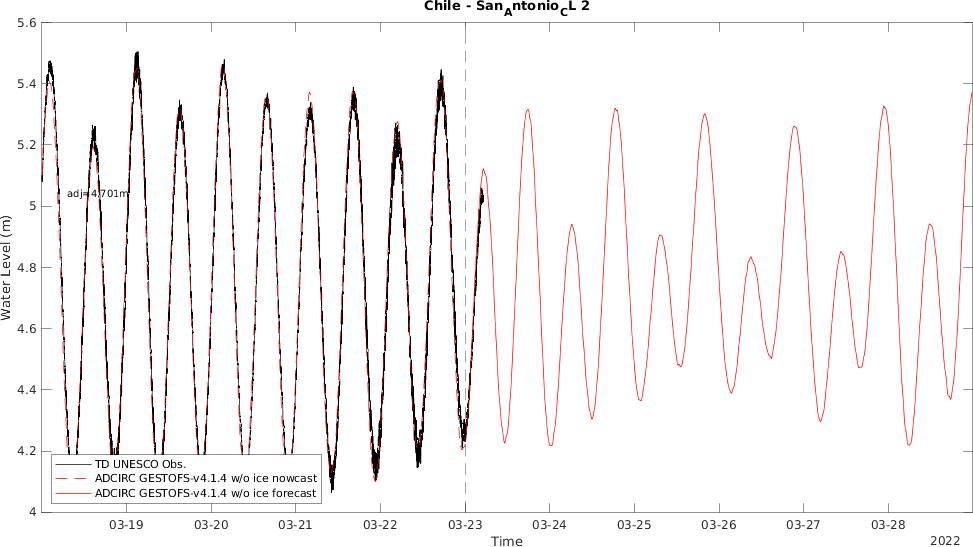 Chile - San_Antonio_CL 2
5.6
5.4
5.2
5
4.8
4.6
4.4
4.2
4
Water Level (m)
adj=4.701m
TD UNESCO Obs.
ADCIRC GESTOFS-v4.1.4 w/o ice nowcast
ADCIRC GESTOFS-v4.1.4 w/o ice forecast
03-19
03-20
03-21
03-22
03-23
03-24
03-25
03-26
03-27
03-28
Time
2022